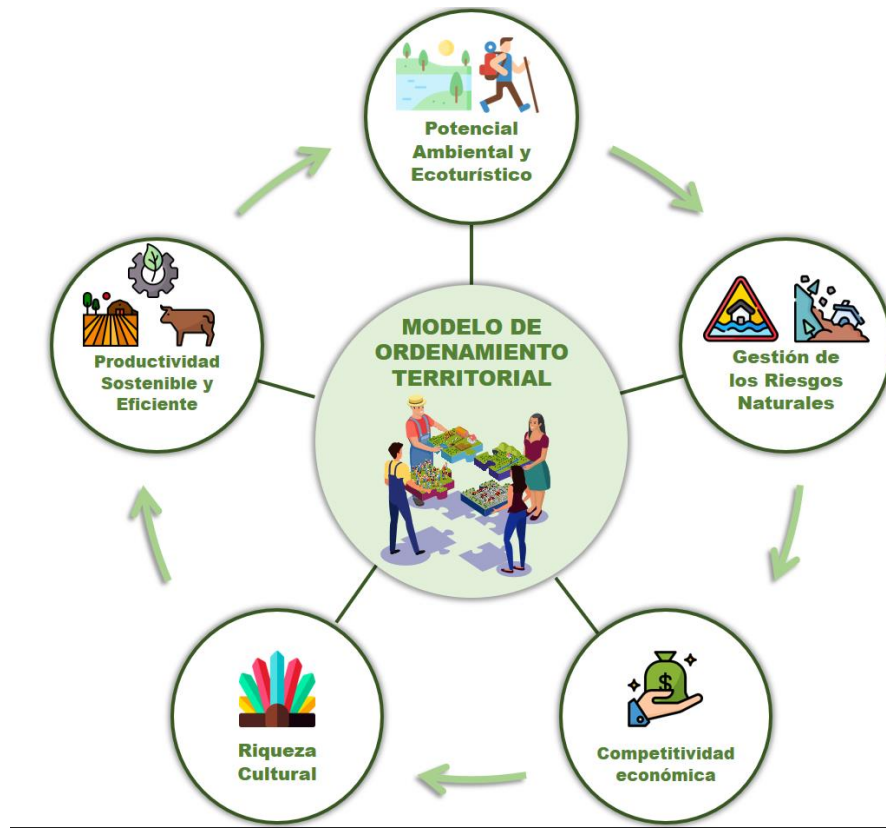 Potencial
Ambiental y
Ecoturístico
MODELO DE
ORDENAMIENTO
TERRITORIAL
Gestión de
los Riesgos
Naturales
Competitividad
económica
Riqueza
Cultural
Productividad
Sostenible y
Eficiente
$